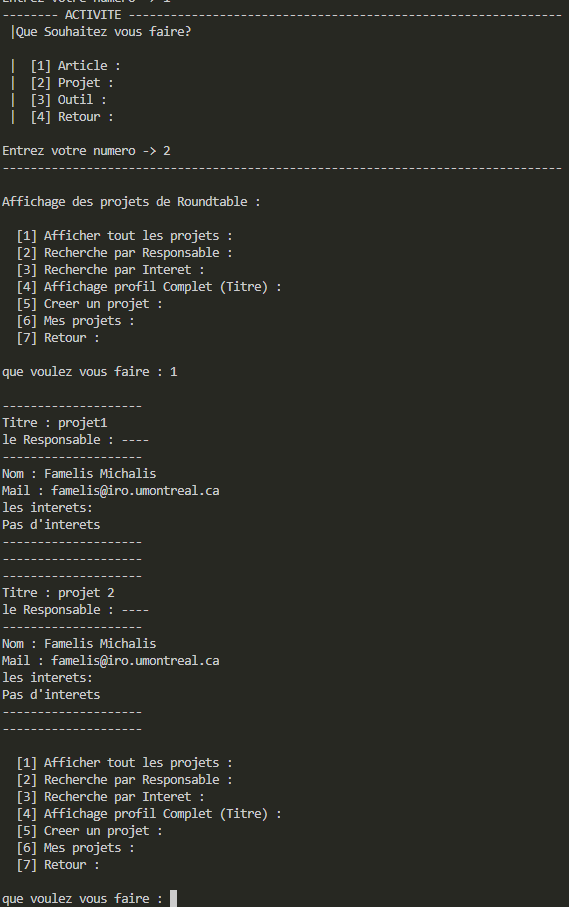 Entrez votre numero -> 1
-------- ACTIVITE --------------------------------------------------------------
|Que Souhaitez vous faire?
|  [1] Article :
|  [2] Projet :
|  [3] Outil :
|  [4] Retour :
Entrez votre numero -> 2
--------------------------------------------------------------------------------
Affichage des projets de Roundtable :
[1] Afficher tout les projets :
[2] Recherche par Responsable :
[3] Recherche par Interet :
[4] Affichage profil Complet (Titre) :
[5] Creer un projet :
[6] Mes projets :
[7] Retour :
que voulez vous faire : 1
--------------------
Titre : projet1
le Responsable : ----
--------------------
Nom : Famelis Michalis
Mail : famelis@iro.umontreal.ca
les interets:
Pas d'interets
--------------------
--------------------
--------------------
Titre : projet 2
le Responsable : ----
--------------------
Nom : Famelis Michalis
Mail : famelis@iro.umontreal.ca
les interets:
Pas d'interets
--------------------
--------------------
[1] Afficher tout les projets :
[2] Recherche par Responsable :
[3] Recherche par Interet :
[4] Affichage profil Complet (Titre) :
[5] Creer un projet :
[6] Mes projets :
[7] Retour :
que voulez vous faire :